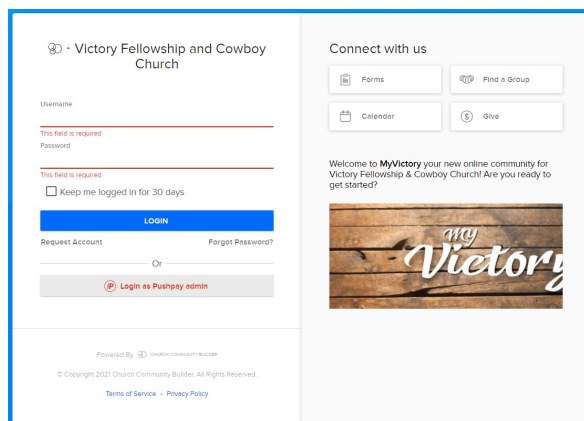 - Victory Fellowship and Cowboy
Church
Username
This field is required
Password
This field is required
Keep me logged in for 30 days
LOGIN
Request Account
Forgot Password?
Or
Login as Pushpay admin
Powered By CHURCH COMMUNITY BUILDER
© Copyright 2021 Church Community Builder. All Rights Reserved.
Terms of Service - Privacy Policy
Connect with us
Forms
Find a Group
Calendar
Give
Welcome to MyVictory your new online community for
Victory Fellowship & Cowboy Church! Are you ready to
get started?
My
Victory